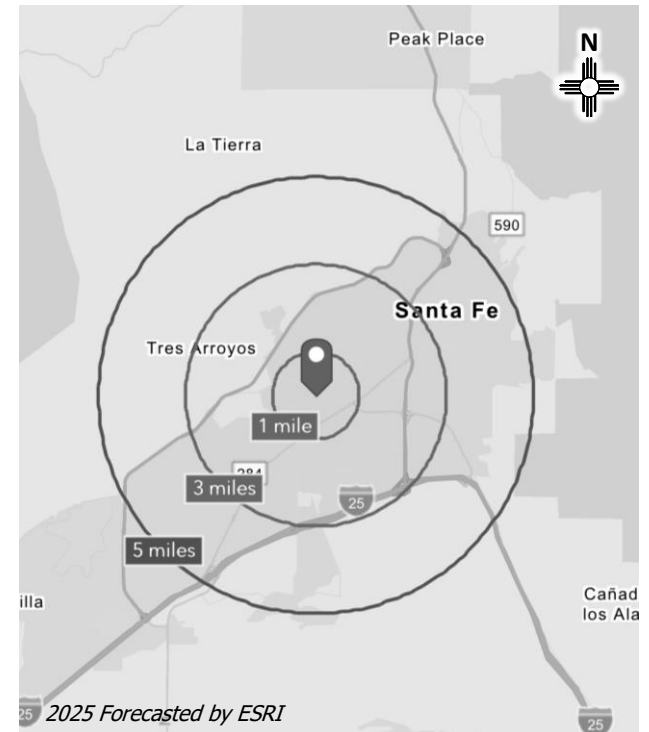 Peak Place
N
La Tierra
590
Santa Fe
Tres Arroyos
1 mile
284
3 miles
25
5 miles
illa
Cañad
los Ala
25
2025 Forecasted by ESRI
25